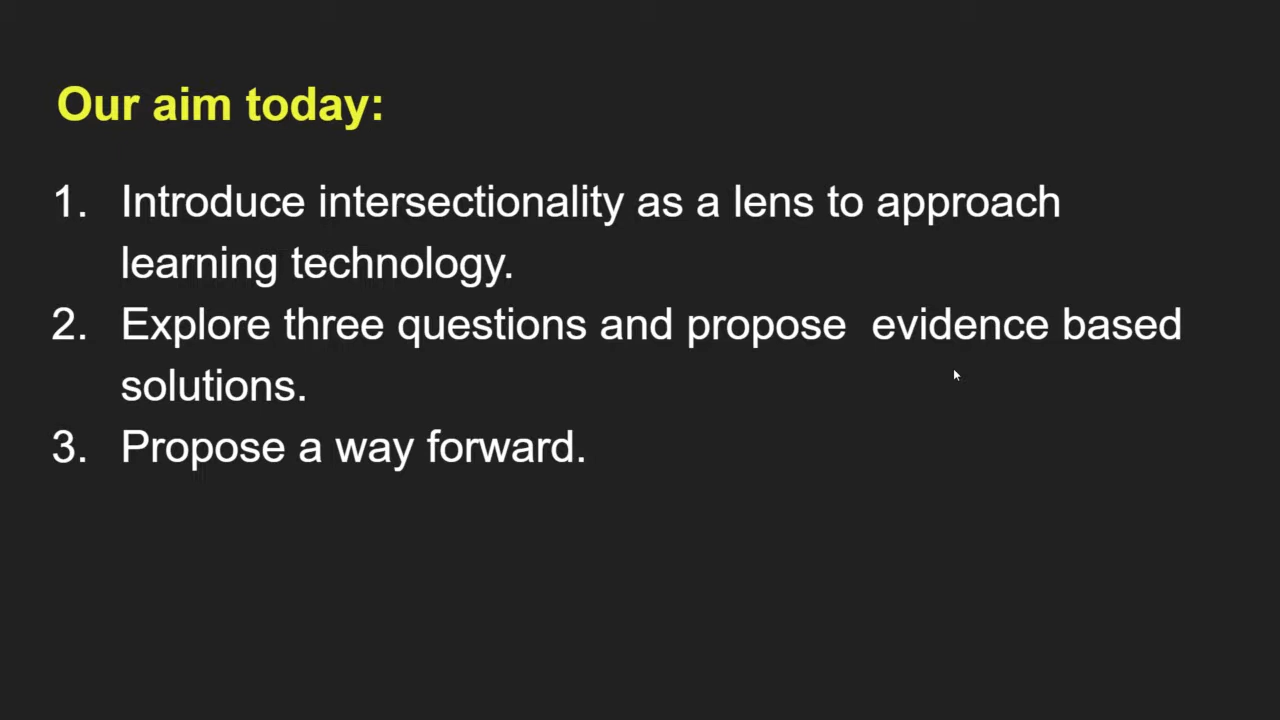 Our aim today:
1. Introduce intersectionality as a lens to approach
learning technology.
2. Explore three questions and propose  evidence based
solutions.
3. Propose a way forward.